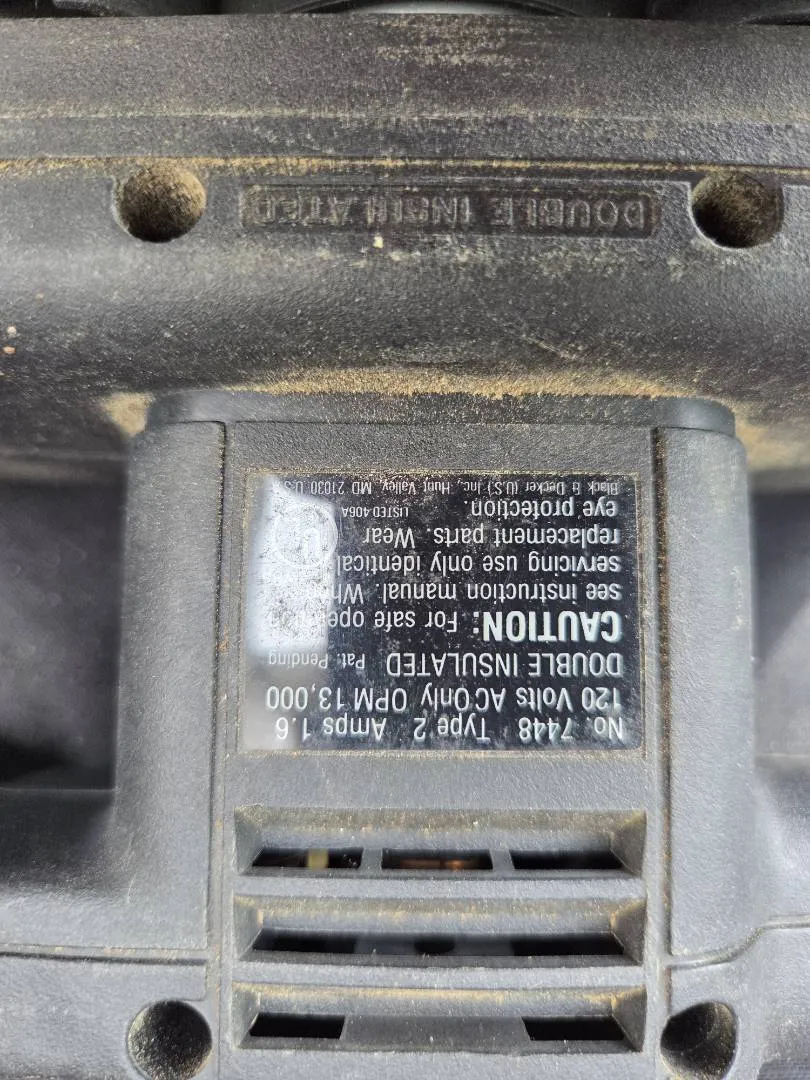 No. 7448 Type 2 Amps 1.6
120 Volts AC Only OPM 13,000
DOUBLE INSULATED Pat. Pending
CAUTION: For safe operation
see instruction manual. When
servicing use only identical
replacement parts. Wear
eye protection.
LISTED 406A
Black & Decker (U.S.) Inc., Hunt Valley, MD 21030 U.S.
DOUBLE INSULATED